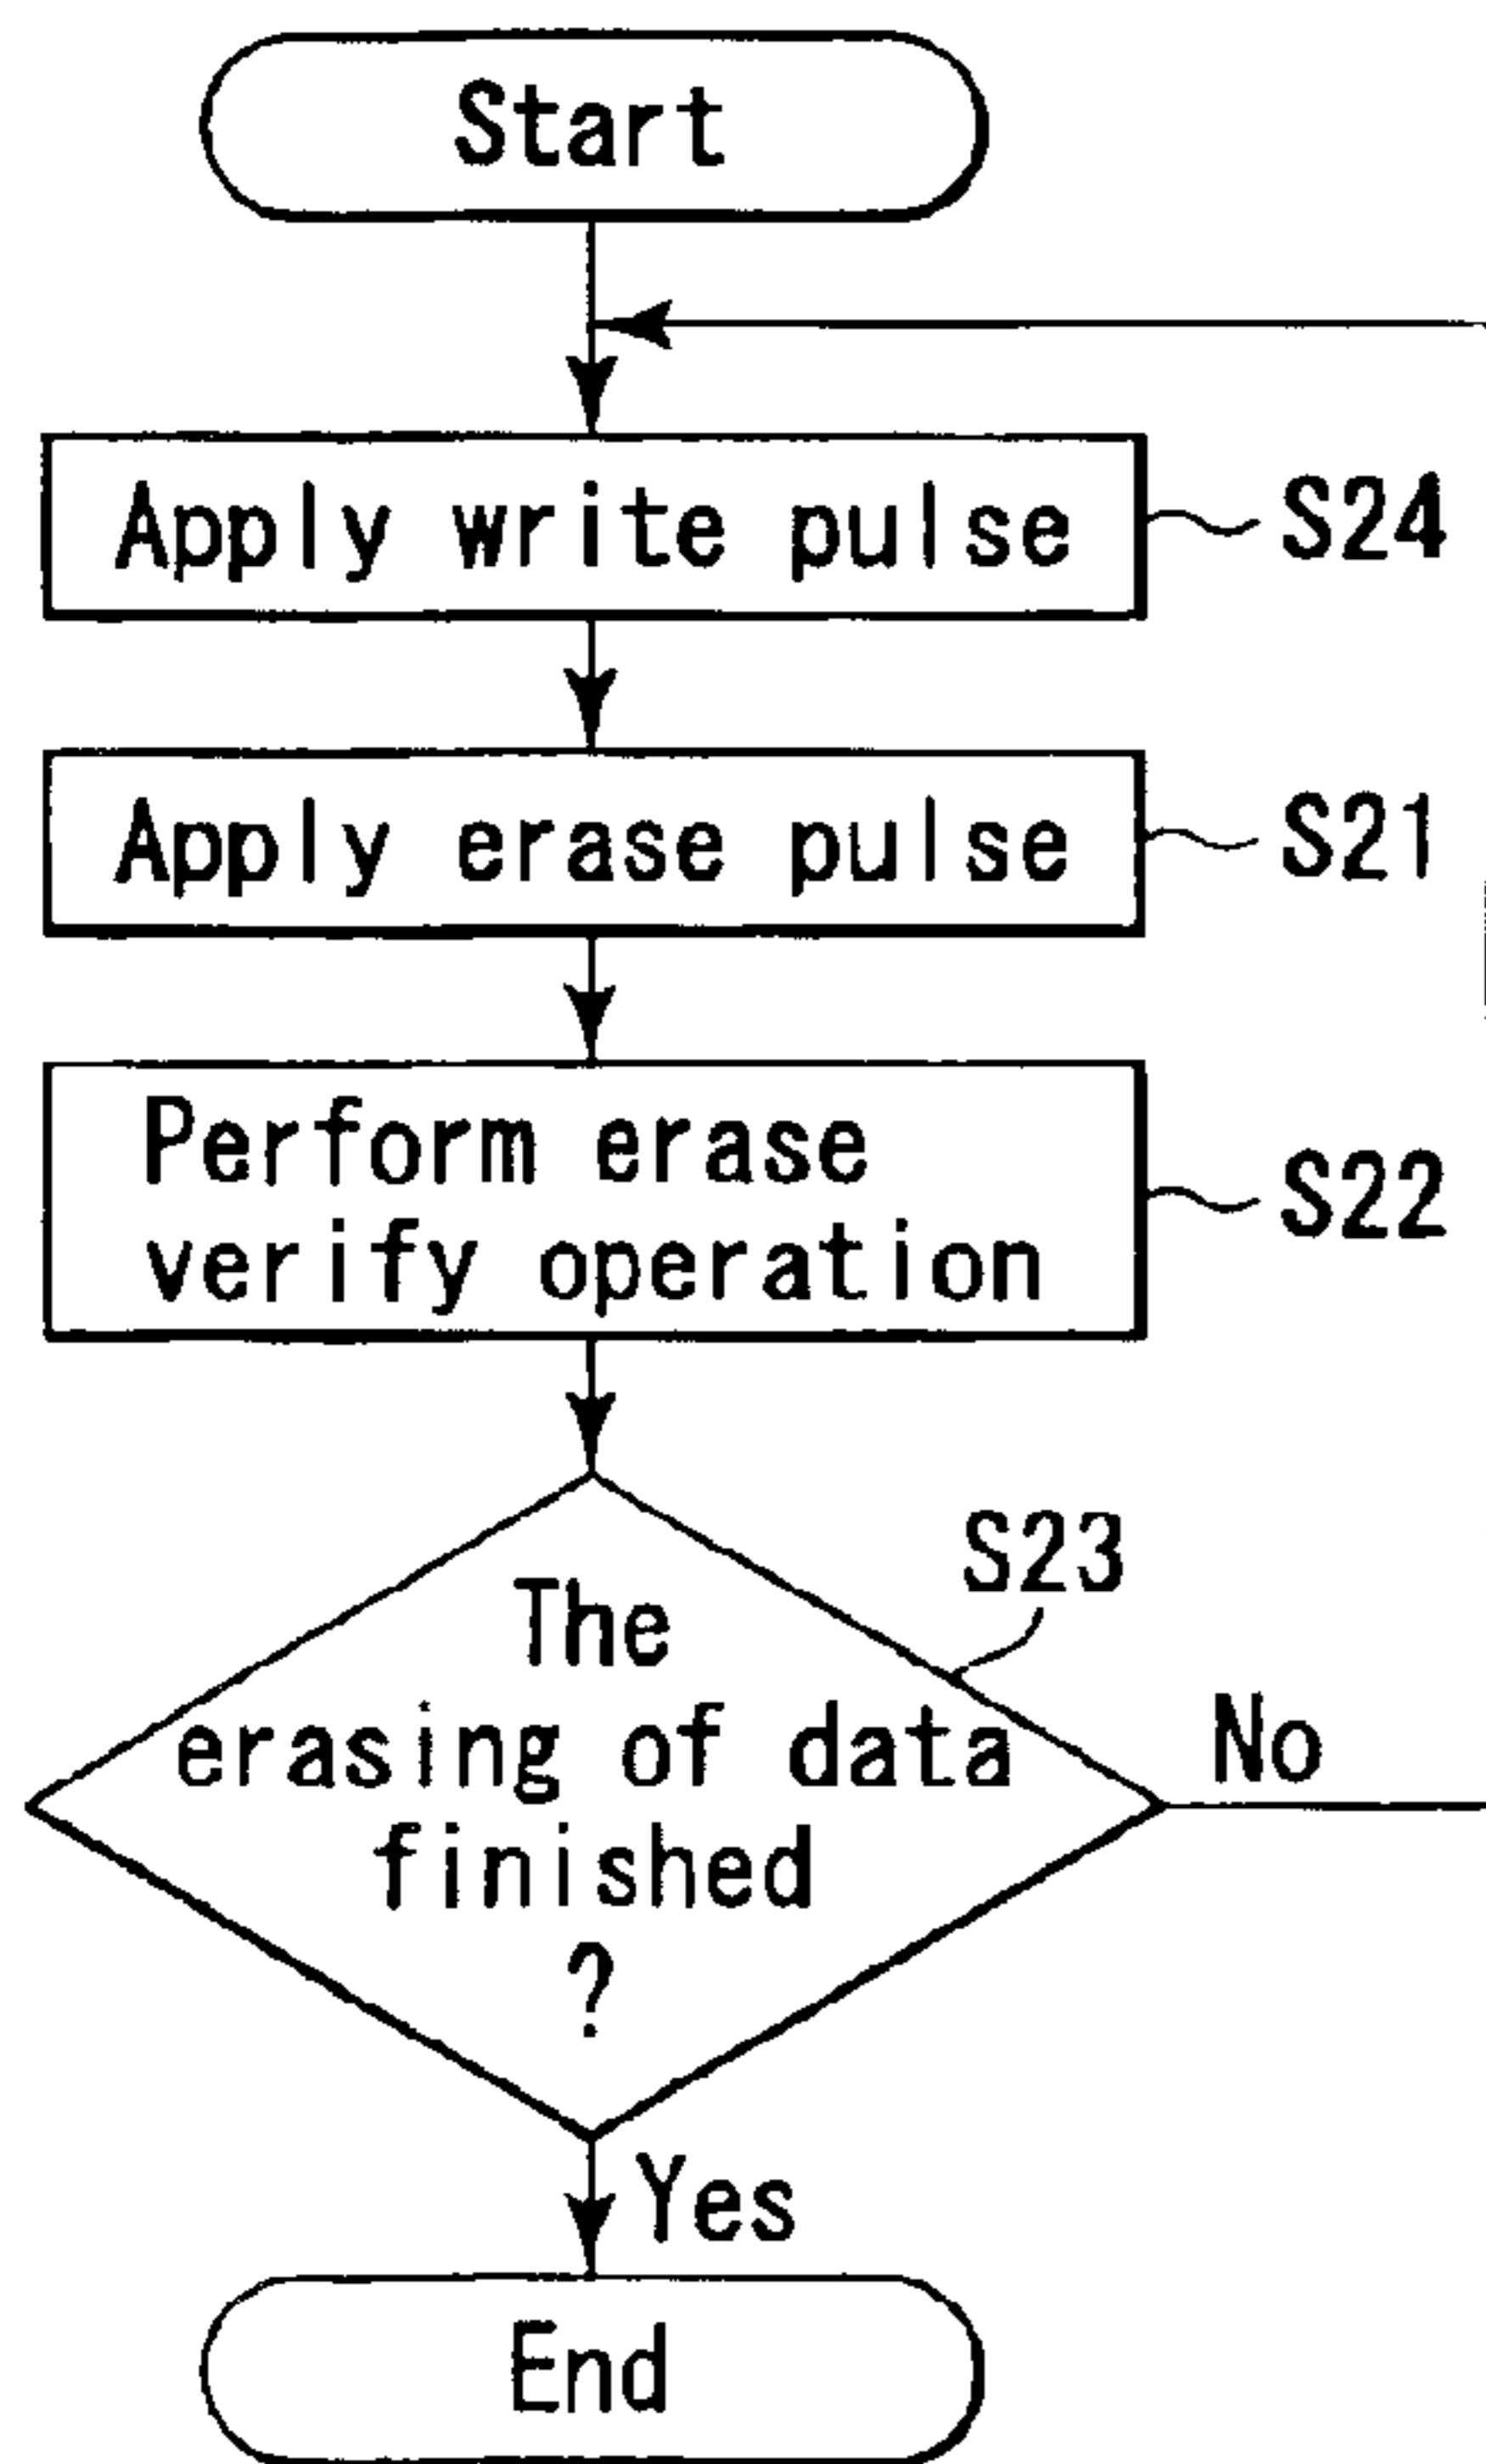 Start
Apply write pulse
S24
Apply erase pulse
S21
Perform erase
verify operation
S22
S23
The
erasing of data
finished
?
No
Yes
End